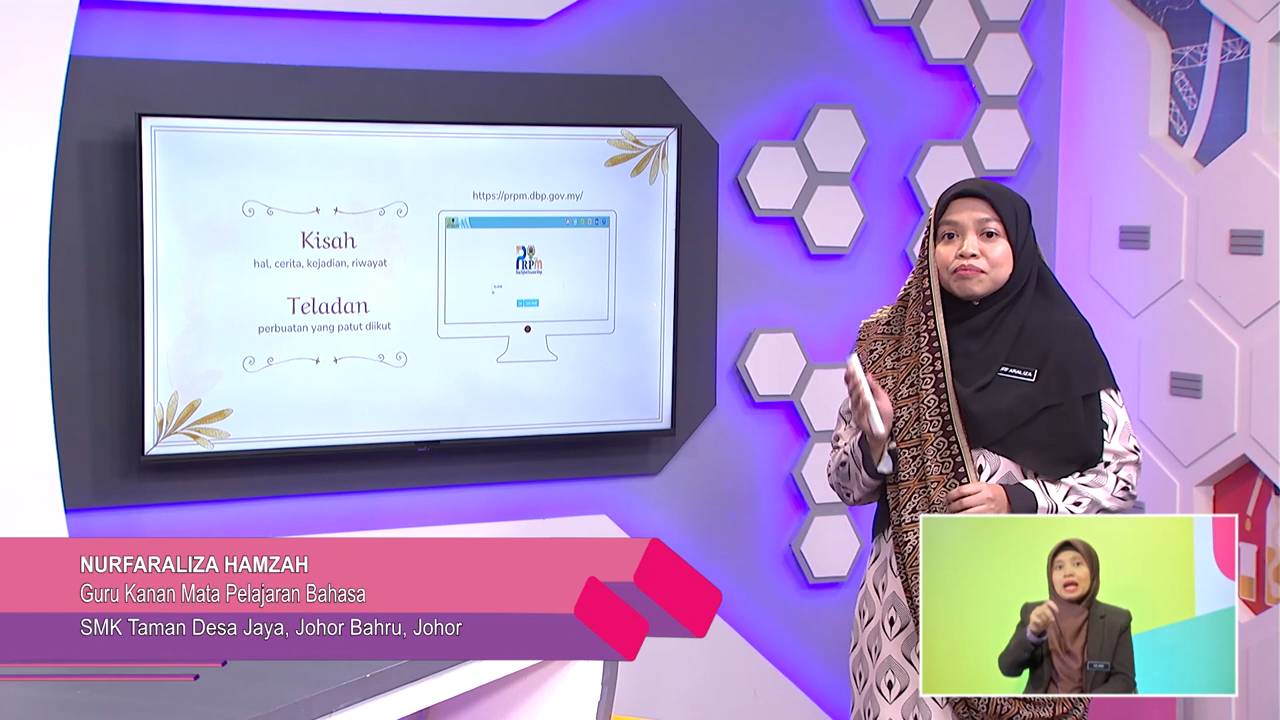 https://prpm.dbp.gov.my/
Kisah
hal, cerita, kejadian, riwayat
Teladan
perbuatan yang patut diikut
PRPM
NURFARALIZA HAMZAH
Guru Kanan Mata Pelajaran Bahasa
SMK Taman Desa Jaya, Johor Bahru, Johor